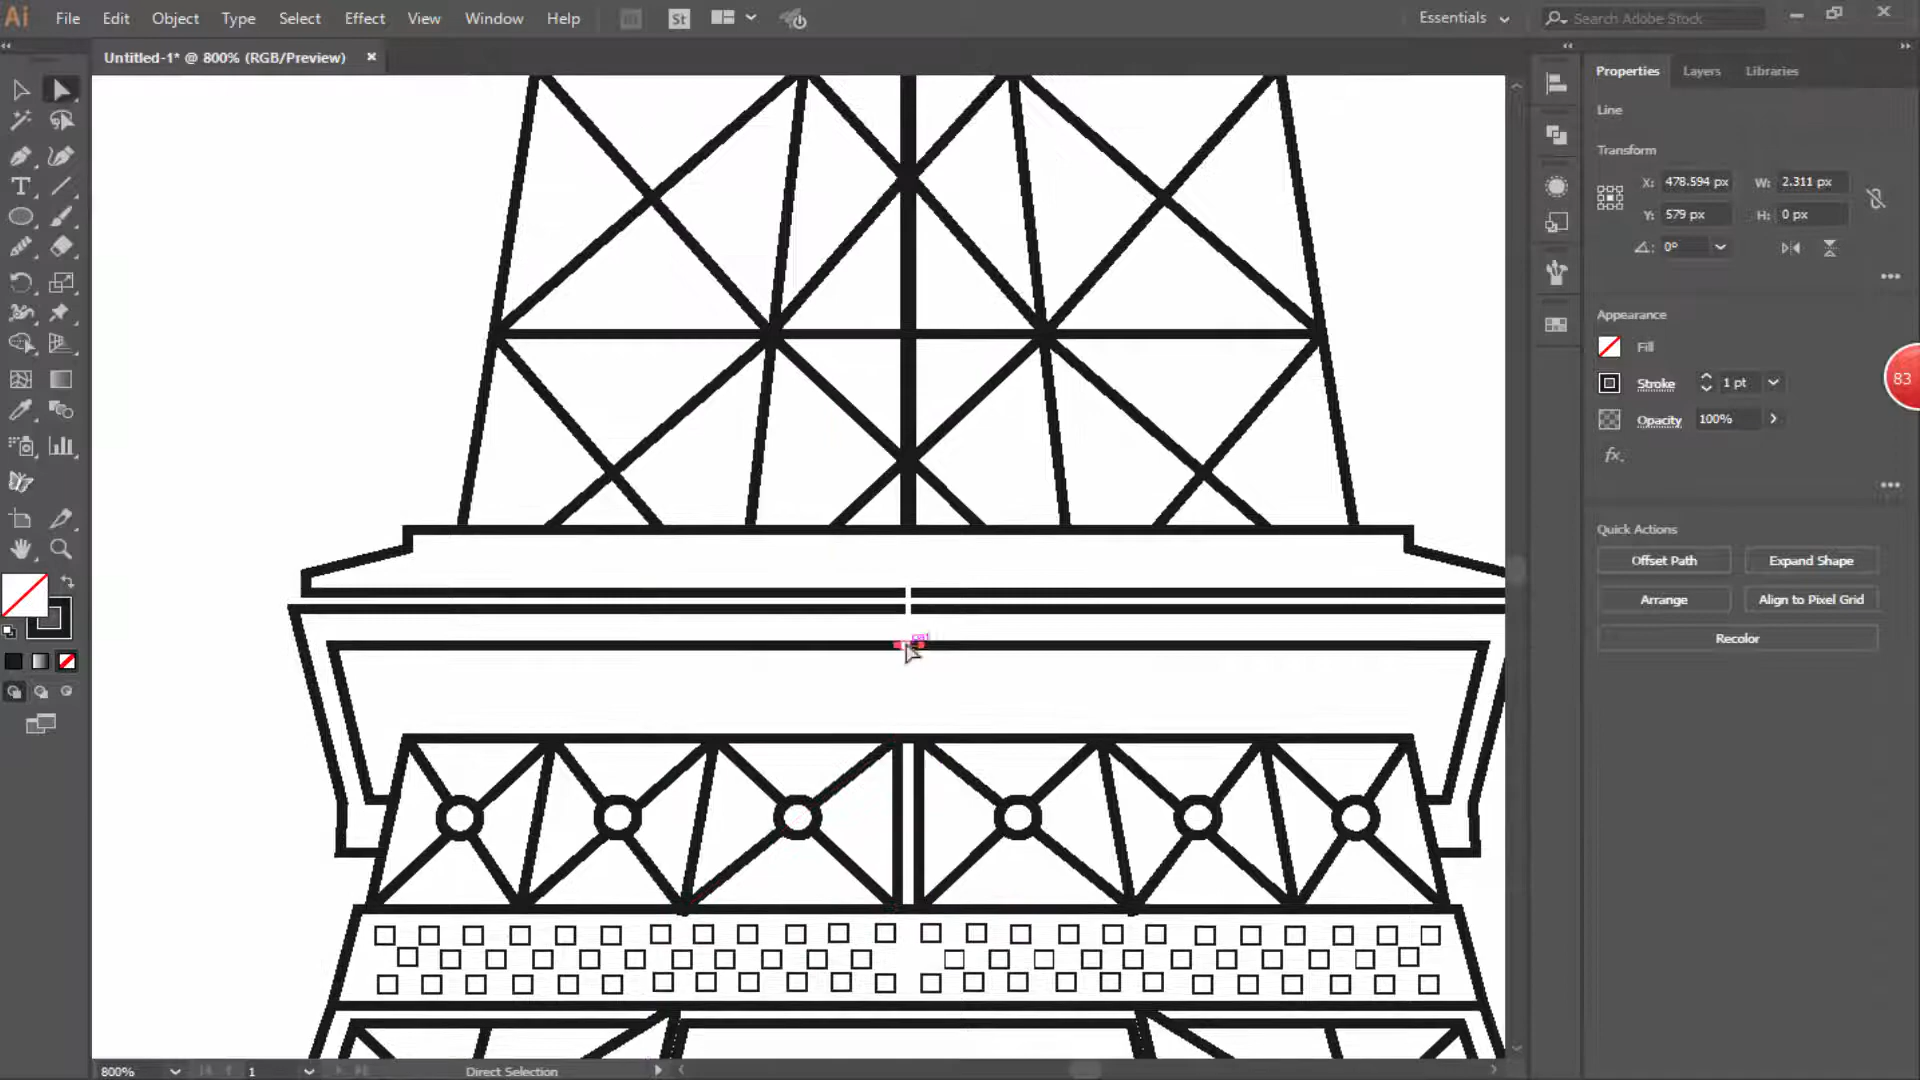 Ai File Edit Object Type Select Effect View Window Help St Essentials Search Adobe Stock
Untitled-1* @ 800% (RGB/Preview)
Properties Layers Libraries
Line
Transform
X: 478.594 px W: 2.311 px
Y: 579 px H: 0 px
0°
Appearance
Fill
Stroke 1 pt
83
Opacity 100%
fx.
Quick Actions
Offset Path Expand Shape
Arrange Align to Pixel Grid
Recolor
800% 1 Direct Selection